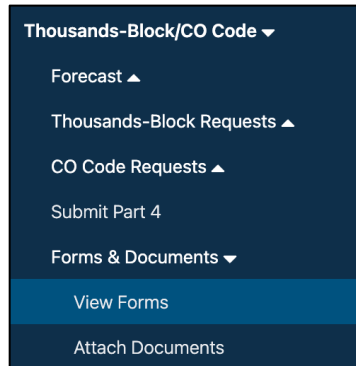 Thousands-Block/CO Code
Forecast
Thousands-Block Requests
CO Code Requests
Submit Part 4
Forms & Documents
View Forms
Attach Documents